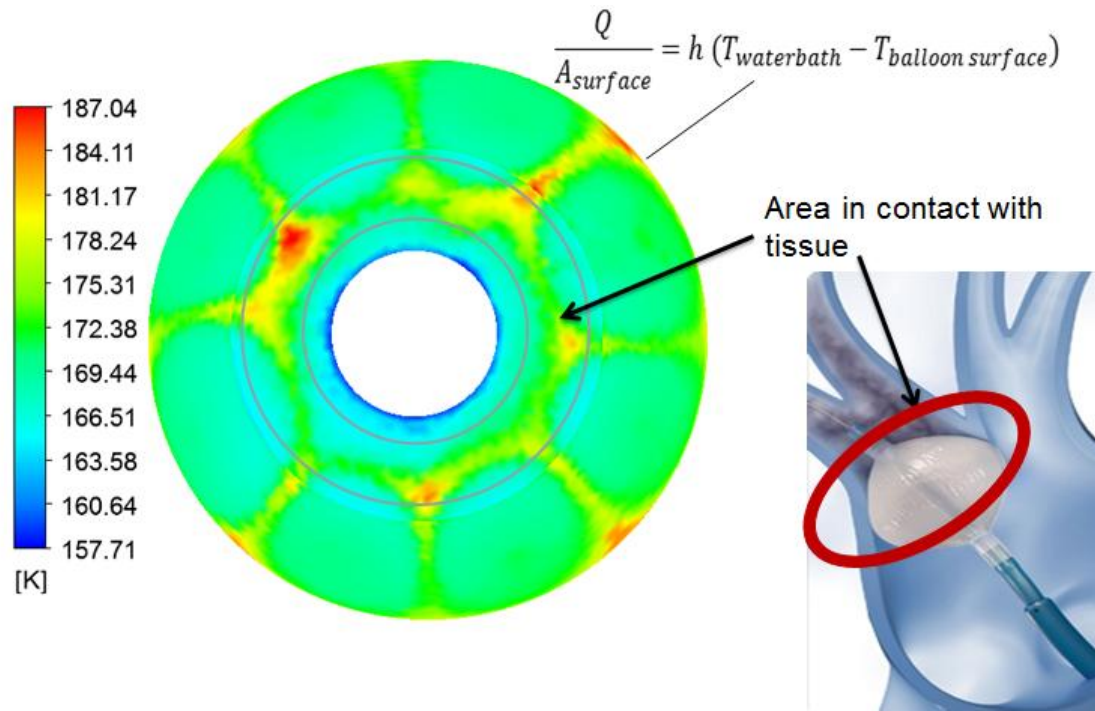 Q / A_surface = h (T_waterbath − T_balloon surface)
187.04
184.11
181.17
178.24
175.31
172.38
169.44
166.51
163.58
160.64
157.71
[K]
Area in contact with
tissue